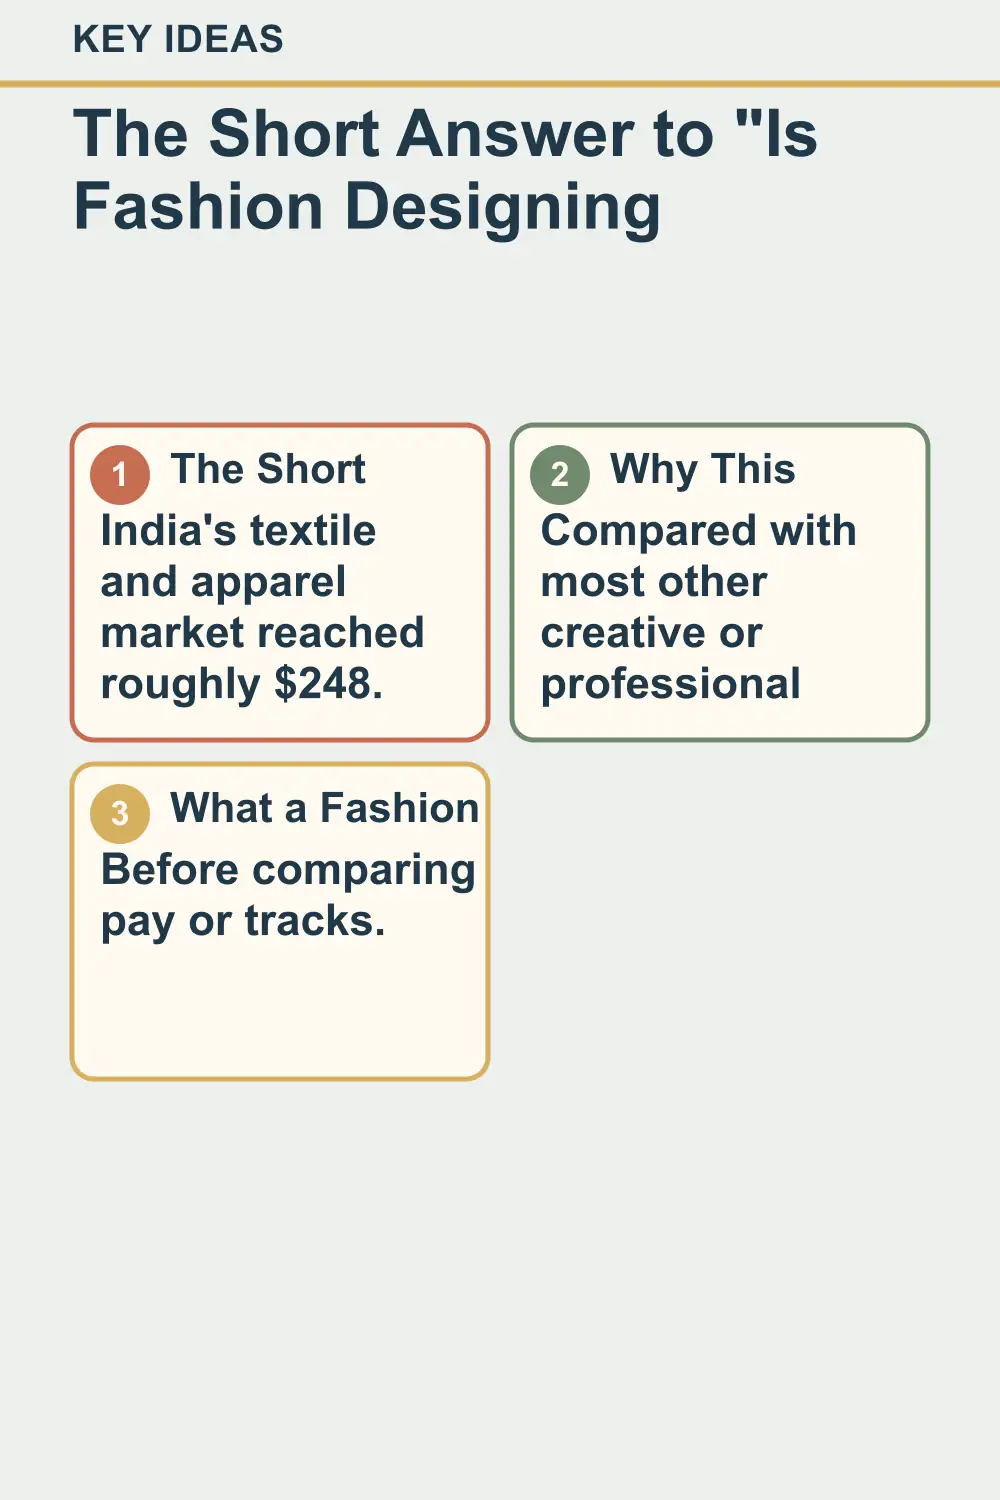 KEY IDEAS
The Short Answer to "Is
Fashion Designing
1 The Short
India's textile
and apparel
market reached
roughly $248.
2 Why This
Compared with
most other
creative or
professional
3 What a Fashion
Before comparing
pay or tracks.